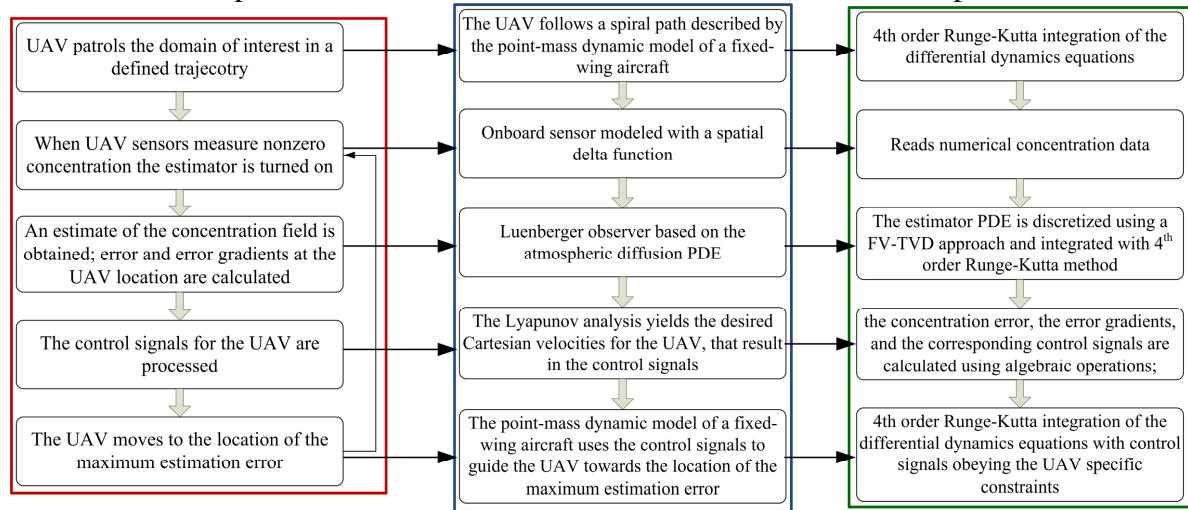 UAV patrols the domain of interest in a
defined trajecotry
When UAV sensors measure nonzero
concentration the estimator is turned on
An estimate of the concentration field is
obtained; error and error gradients at the
UAV location are calculated
The control signals for the UAV are
processed
The UAV moves to the location of the
maximum estimation error
The UAV follows a spiral path described by
the point-mass dynamic model of a fixed-
wing aircraft
Onboard sensor modeled with a spatial
delta function
Luenberger observer based on the
atmospheric diffusion PDE
The Lyapunov analysis yields the desired
Cartesian velocities for the UAV, that result
in the control signals
The point-mass dynamic model of a fixed-
wing aircraft uses the control signals to
guide the UAV towards the location of the
maximum estimation error
4th order Runge-Kutta integration of the
differential dynamics equations
Reads numerical concentration data
The estimator PDE is discretized using a
FV-TVD approach and integrated with 4th
order Runge-Kutta method
the concentration error, the error gradients,
and the corresponding control signals are
calculated using algebraic operations;
4th order Runge-Kutta integration of the
differential dynamics equations with control
signals obeying the UAV specific
constraints